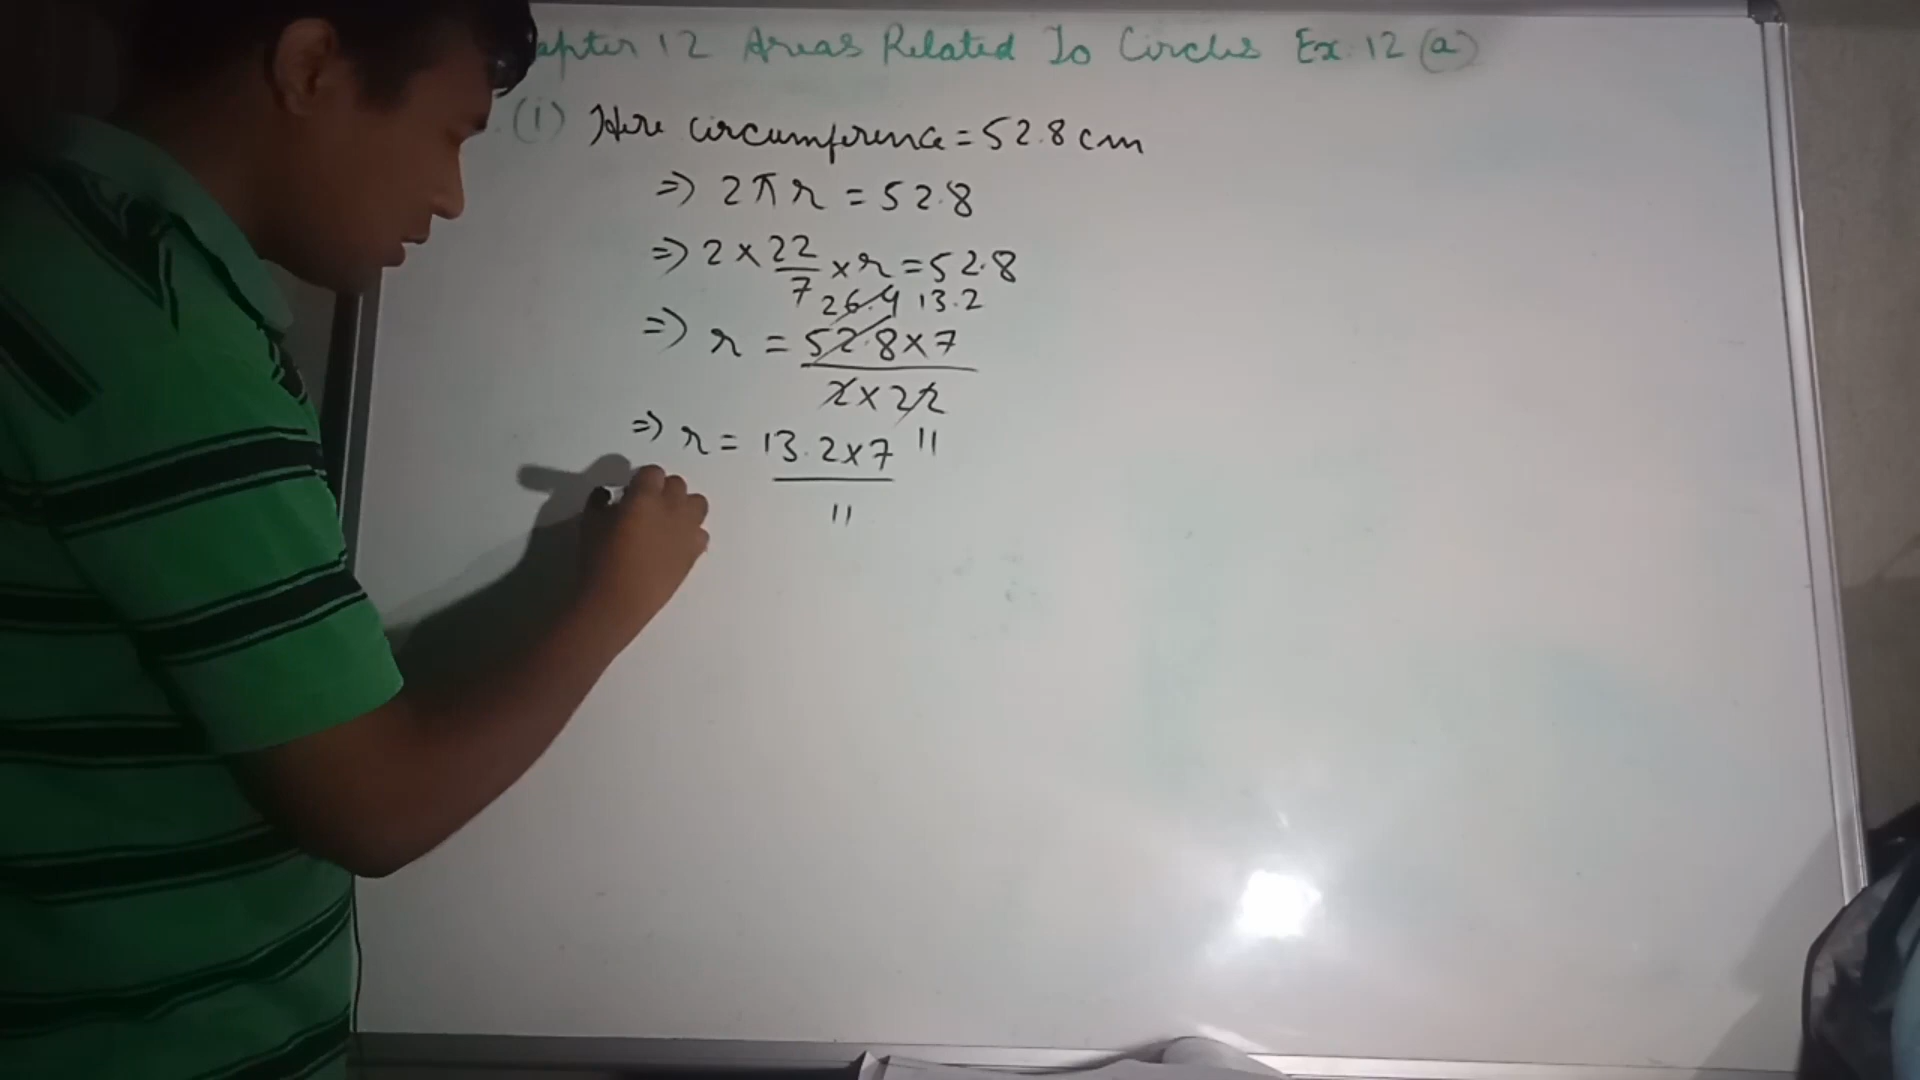 apter 12 Areas Related To Circles Ex 12 (a)
(i) Here circumference = 52.8 cm
⇒ 2πr = 52.8
⇒ 2 × 22/7 × r = 52.8
26.4 13.2
⇒ r = 52.8 × 7 / 2 × 22
11
⇒ r = 13.2 × 7 / 11